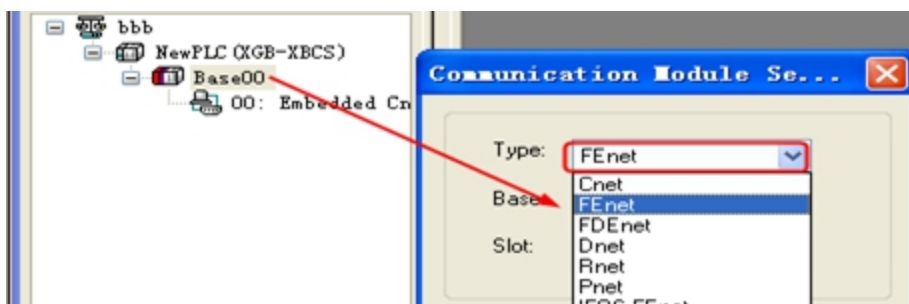 bbb
NewPLC (XGB-XBCS)
Base00
00: Embedded Cn
Communication Module Se...
Type:
FEnet
Cnet
FEnet
Base
FDEnet
Slot:
Dnet
Rnet
Pnet